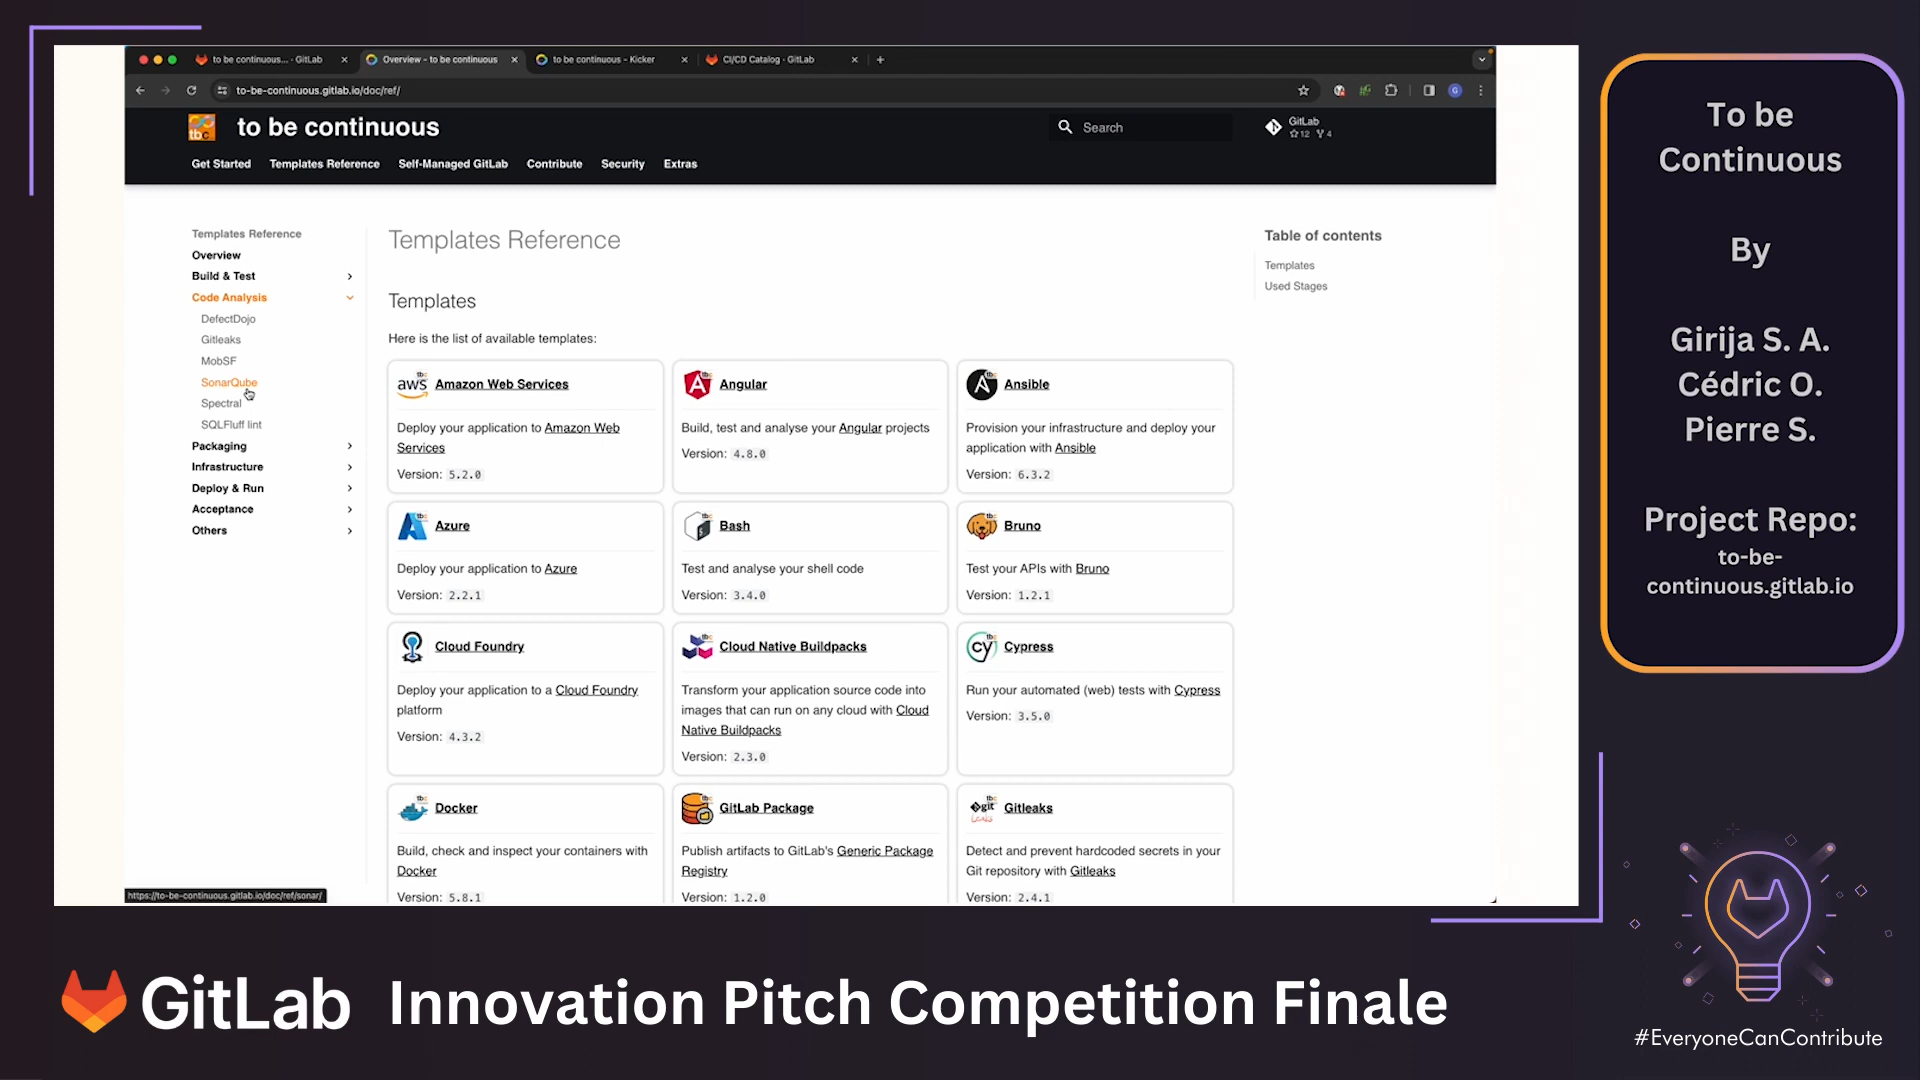 to be continuous... · GitLab
Overview - to be continuous
to be continuous - Kicker
CI/CD Catalog · GitLab
to-be-continuous.gitlab.io/doc/ref/
tbc
to be continuous
Search
GitLab
12 4
Get Started Templates Reference Self-Managed GitLab Contribute Security Extras
Templates Reference
Overview
Build & Test
Code Analysis
DefectDojo
Gitleaks
MobSF
SonarQube
Spectral
SQLFluff lint
Packaging
Infrastructure
Deploy & Run
Acceptance
Others
Templates Reference
Templates
Here is the list of available templates:
aws Amazon Web Services
Deploy your application to Amazon Web
Services
Version: 5.2.0
Angular
Build, test and analyse your Angular projects
Version: 4.8.0
Ansible
Provision your infrastructure and deploy your
application with Ansible
Version: 6.3.2
Azure
Deploy your application to Azure
Version: 2.2.1
Bash
Test and analyse your shell code
Version: 3.4.0
Bruno
Test your APIs with Bruno
Version: 1.2.1
Cloud Foundry
Deploy your application to a Cloud Foundry
platform
Version: 4.3.2
Cloud Native Buildpacks
Transform your application source code into
images that can run on any cloud with Cloud
Native Buildpacks
Version: 2.3.0
cy Cypress
Run your automated (web) tests with Cypress
Version: 3.5.0
Docker
Build, check and inspect your containers with
Docker
Version: 5.8.1
GitLab Package
Publish artifacts to GitLab's Generic Package
Registry
Version: 1.2.0
git Leaks Gitleaks
Detect and prevent hardcoded secrets in your
Git repository with Gitleaks
Version: 2.4.1
Table of contents
Templates
Used Stages
https://to-be-continuous.gitlab.io/doc/ref/sonar/
To be
Continuous
By
Girija S. A.
Cédric O.
Pierre S.
Project Repo:
to-be-
continuous.gitlab.io
GitLab Innovation Pitch Competition Finale
#EveryoneCanContribute